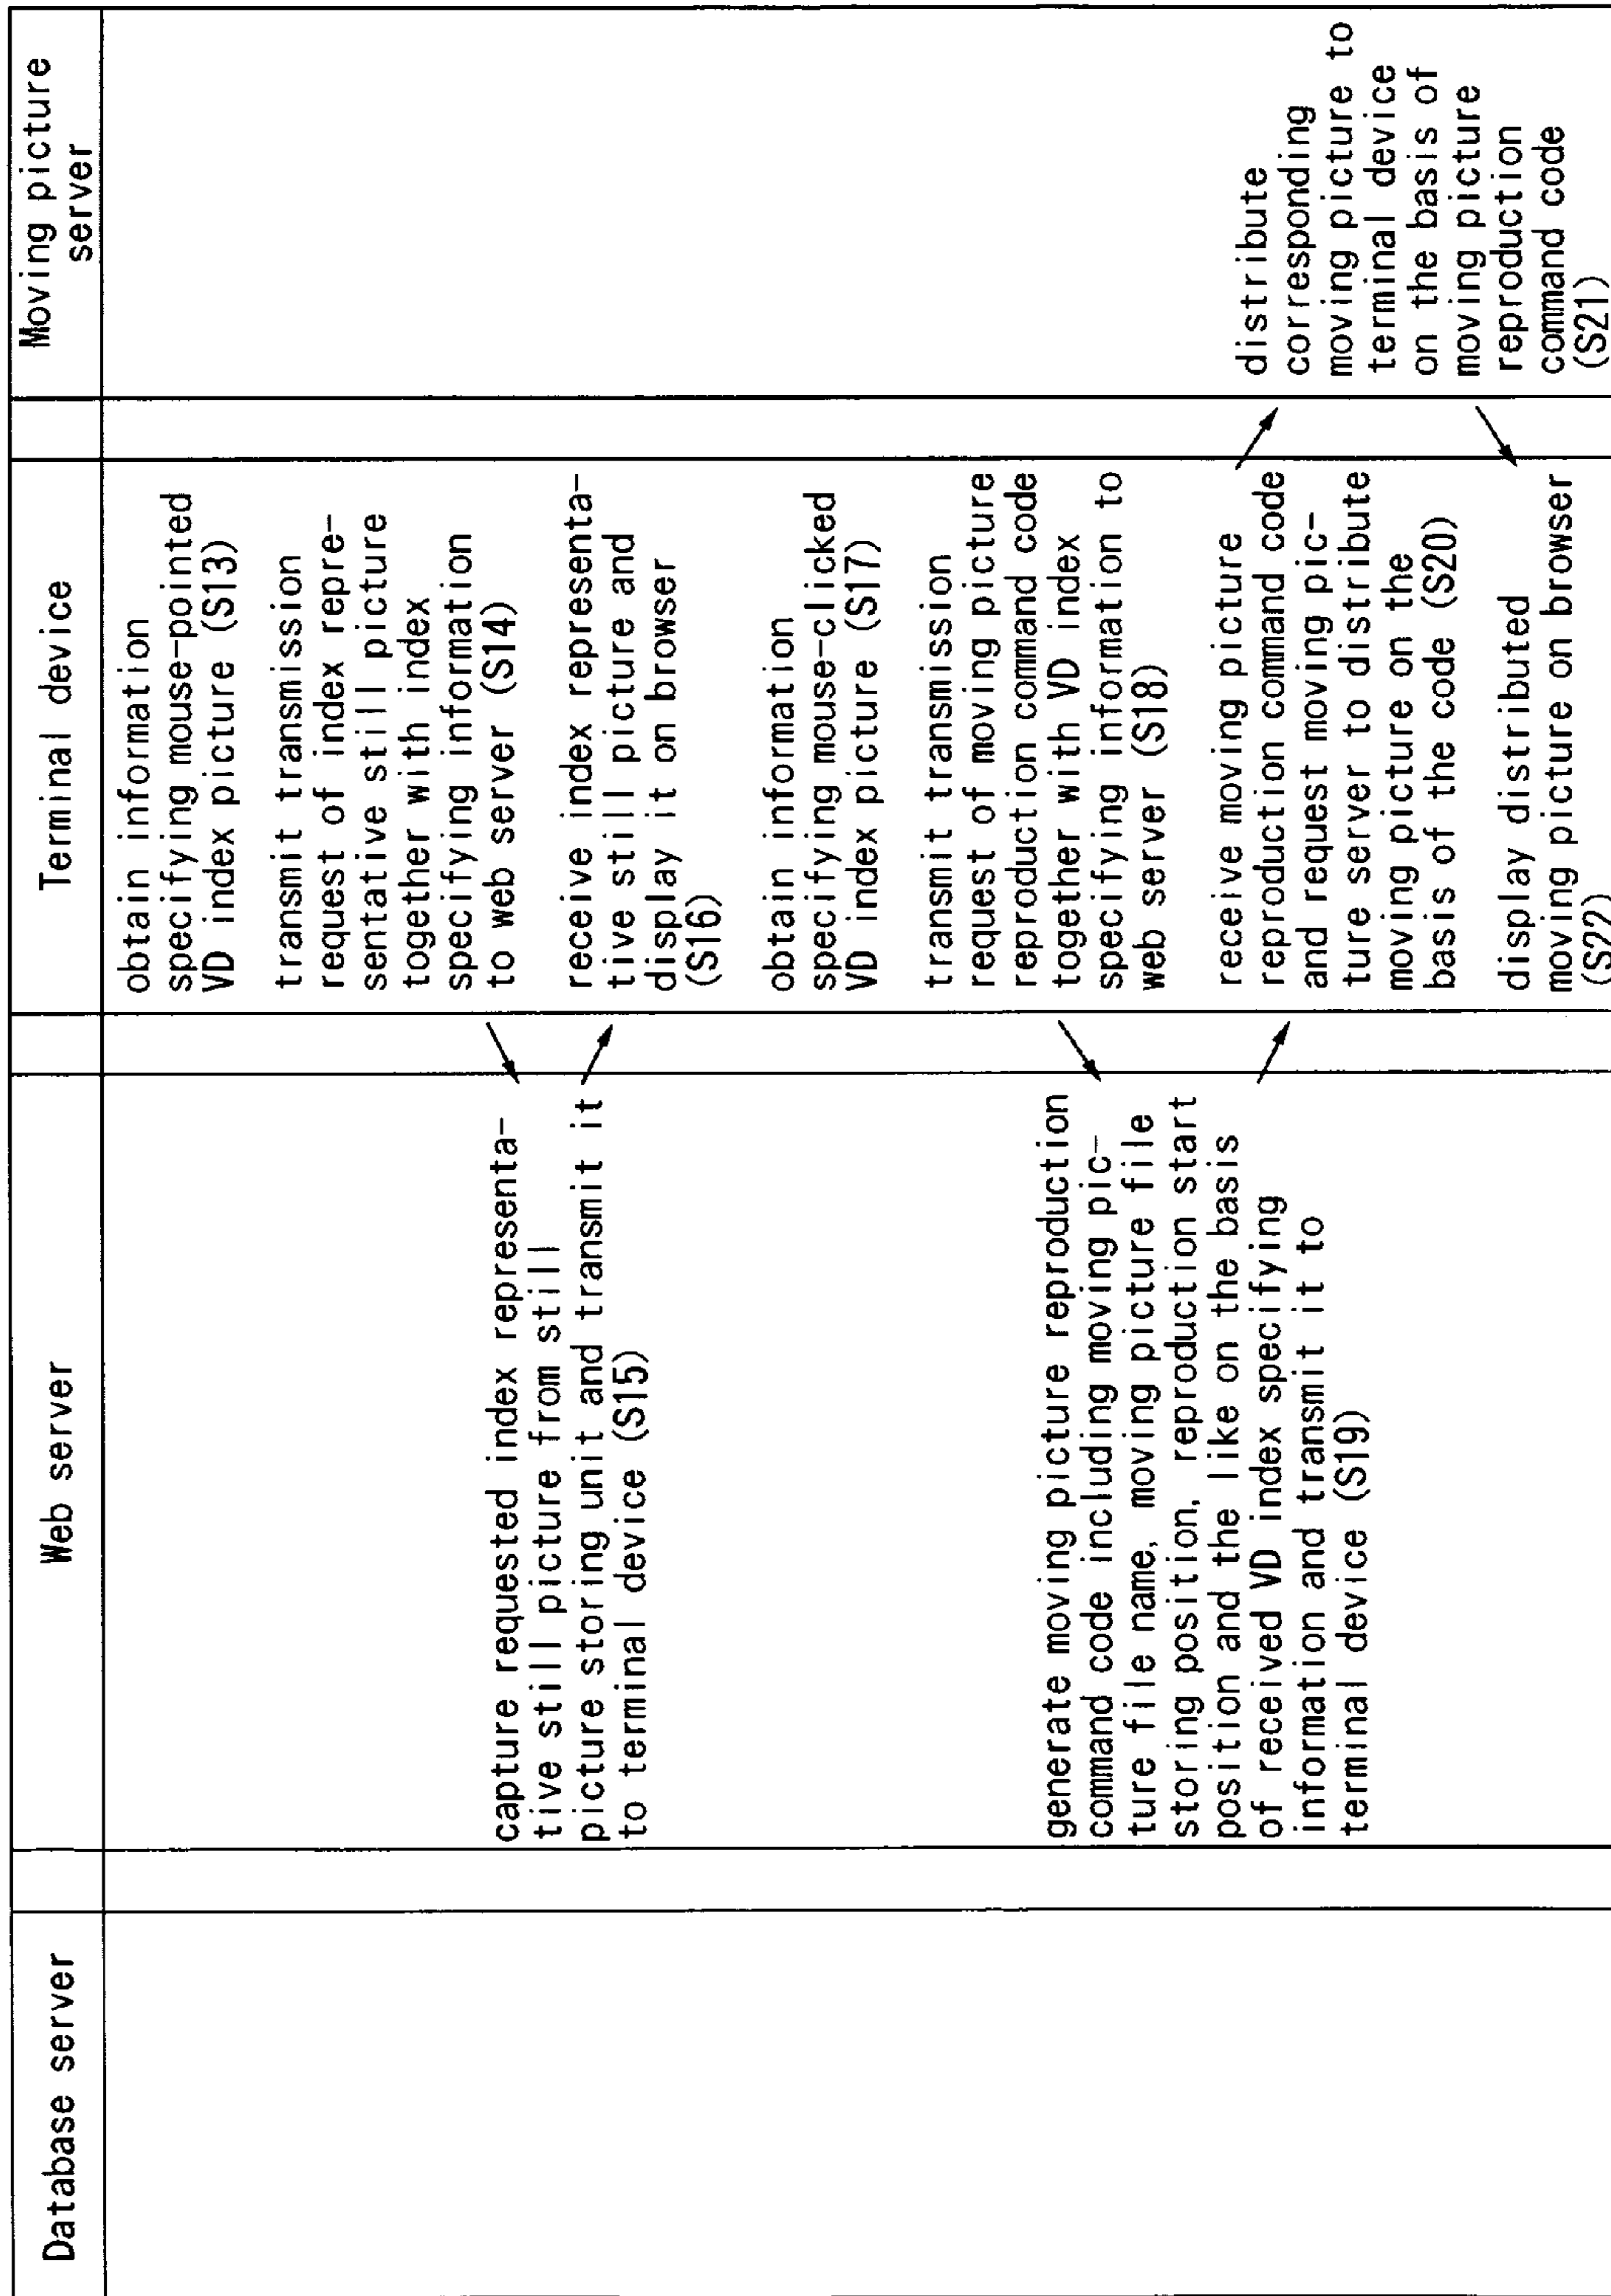 Database server
Web server
capture requested index representa-
tive still picture from still
picture storing unit and transmit it
to terminal device (S15)
generate moving picture reproduction
command code including moving pic-
ture file name, moving picture file
storing position, reproduction start
position and the like on the basis
of received VD index specifying
information and transmit it to
terminal device (S19)
Terminal device
obtain information
specifying mouse-pointed
VD index picture (S13)
transmit transmission
request of index repre-
sentative still picture
together with index
specifying information
to web server (S14)
receive index representa-
tive still picture and
display it on browser
(S16)
obtain information
specifying mouse-clicked
VD index picture (S17)
transmit transmission
request of moving picture
reproduction command code
together with VD index
specifying information to
web server (S18)
receive moving picture
reproduction command code
and request moving pic-
ture server to distribute
moving picture on the
basis of the code (S20)
display distributed
moving picture on browser
(S22)
Moving picture
server
distribute
corresponding
moving picture to
terminal device
on the basis of
moving picture
reproduction
command code
(S21)